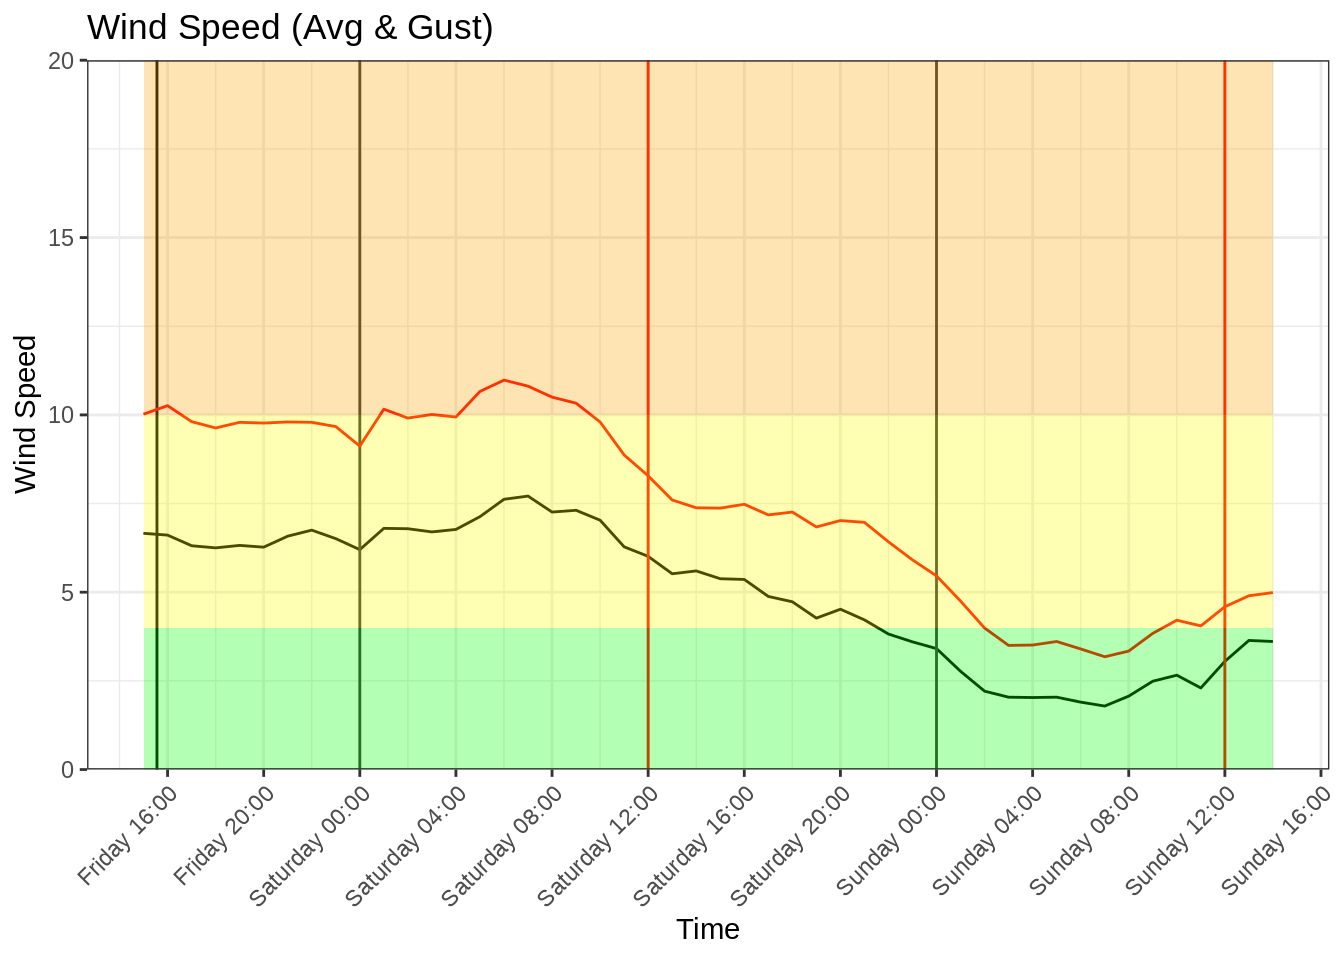 Wind Speed (Avg & Gust)
20
15
10
5
0
Wind Speed
Friday 16:00
Friday 20:00
Saturday 00:00
Saturday 04:00
Saturday 08:00
Saturday 12:00
Saturday 16:00
Saturday 20:00
Sunday 00:00
Sunday 04:00
Sunday 08:00
Sunday 12:00
Sunday 16:00
Time